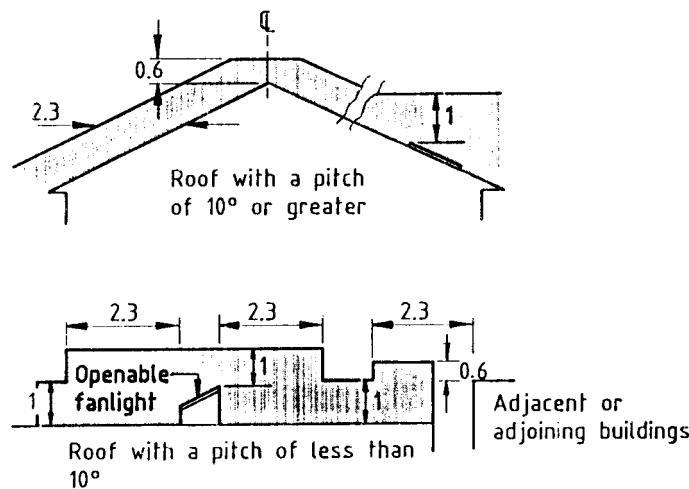 ℄
0.6
2.3
1
Roof with a pitch
of 10° or greater
2.3
2.3
2.3
1
0.6
Openable
fanlight
1
1
Adjacent or
adjoining buildings
Roof with a pitch of less than
10°